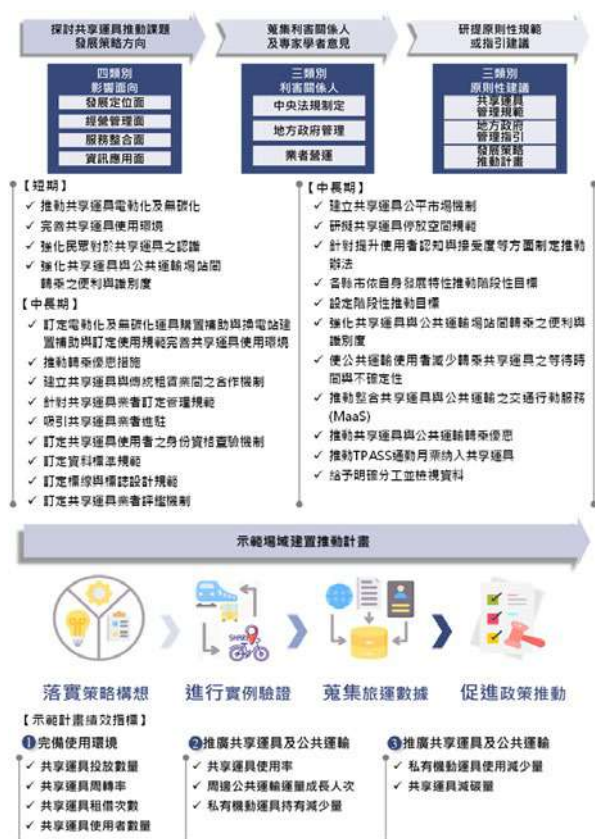 探討共享運具推動課題
發展策略方向
蒐集利害關係人
及專家學者意見
研提原則性規範
或指引建議
四類別
影響面向
發展定位面
經營管理面
服務整合面
資訊應用面
三類別
利害關係人
中央法規制定
地方政府管理
業者營運
三類別
原則性建議
共享運具
管理規範
地方政府
管理指引
發展策略
推動計畫
【短期】
✓ 推動共享運具電動化及無碳化
✓ 完善共享運具使用環境
✓ 強化民眾對於共享運具之認識
✓ 強化共享運具與公共運輸場站間
轉乘之便利與識別度
【中長期】
✓ 訂定電動化及無碳化運具購置補助與換電站建
置補助與訂定使用規範完善共享運具使用環境
✓ 推動轉乘優惠措施
✓ 建立共享運具與傳統租賃業間之合作機制
✓ 針對共享運具業者訂定管理規範
✓ 吸引共享運具業者進駐
✓ 訂定共享運具使用者之身份資格查驗機制
✓ 訂定資料標準規範
✓ 訂定標線與標誌設計規範
✓ 訂定共享運具業者評鑑機制
【中長期】
✓ 建立共享運具公平市場機制
✓ 研擬共享運具停放空間規範
✓ 針對提升使用者認知與接受度等方面制定推動
辦法
✓ 各縣市依自身發展特性推動階段性目標
✓ 設定階段性推動目標
✓ 強化共享運具與公共運輸場站間轉乘之便利與
識別度
✓ 使公共運輸使用者減少轉乘共享運具之等待時
間與不確定性
✓ 推動整合共享運具與公共運輸之交通行動服務
(MaaS)
✓ 推動共享運具與公共運輸轉乘優惠
✓ 推動TPASS通勤月票納入共享運具
✓ 給予明確分工並檢視資料
示範場域建置推動計畫
SHARE
落實策略構想
進行實例驗證
蒐集旅運數據
促進政策推動
【示範計畫績效指標】
❶完備使用環境
✓ 共享運具投放數量
✓ 共享運具周轉率
✓ 共享運具租借次數
✓ 共享運具使用者數量
❷推廣共享運具及公共運輸
✓ 共享運具使用率
✓ 周邊公共運輸運量成長人次
✓ 私有機動運具持有減少量
❸推廣共享運具及公共運輸
✓ 私有機動運具使用減少量
✓ 共享運具減碳量